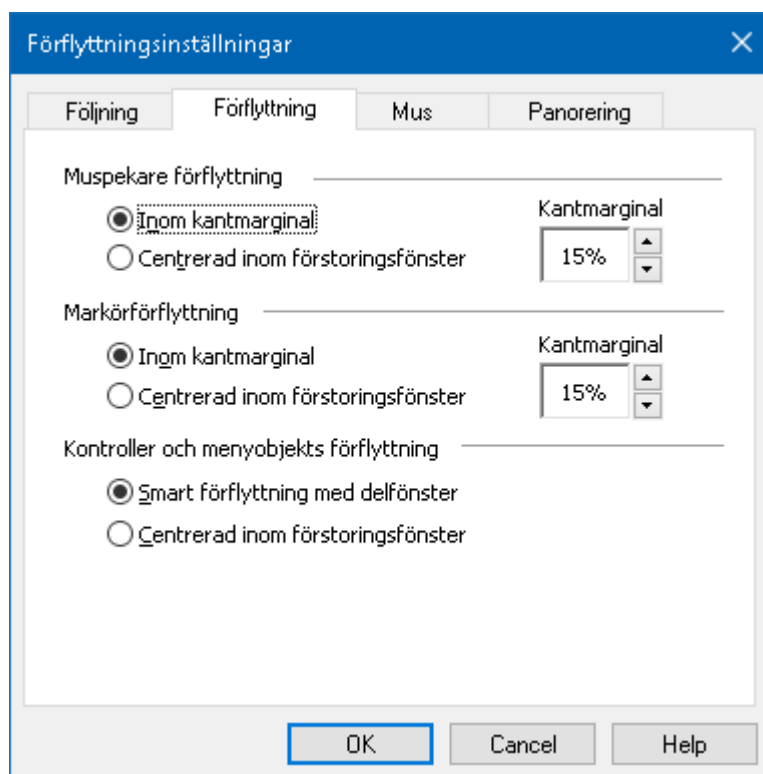 Förflyttningsinställningar
Följning Förflyttning Mus Panorering
Muspekare förflyttning
Inom kantmarginal
Centrerad inom förstoringsfönster
Kantmarginal
15%
Markörförflyttning
Inom kantmarginal
Centrerad inom förstoringsfönster
Kantmarginal
15%
Kontroller och menyobjekts förflyttning
Smart förflyttning med delfönster
Centrerad inom förstoringsfönster
OK Cancel Help